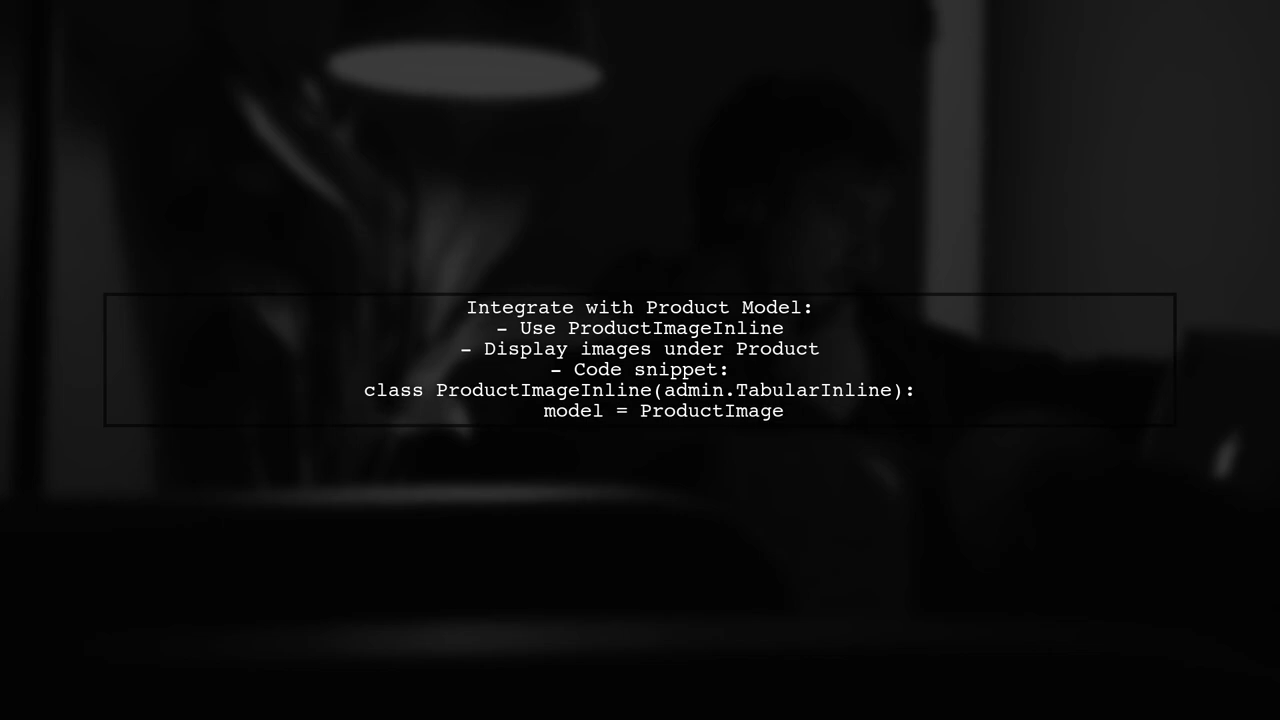 Integrate with Product Model:
- Use ProductImageInline
- Display images under Product
- Code snippet:
class ProductImageInline(admin.TabularInline):
    model = ProductImage